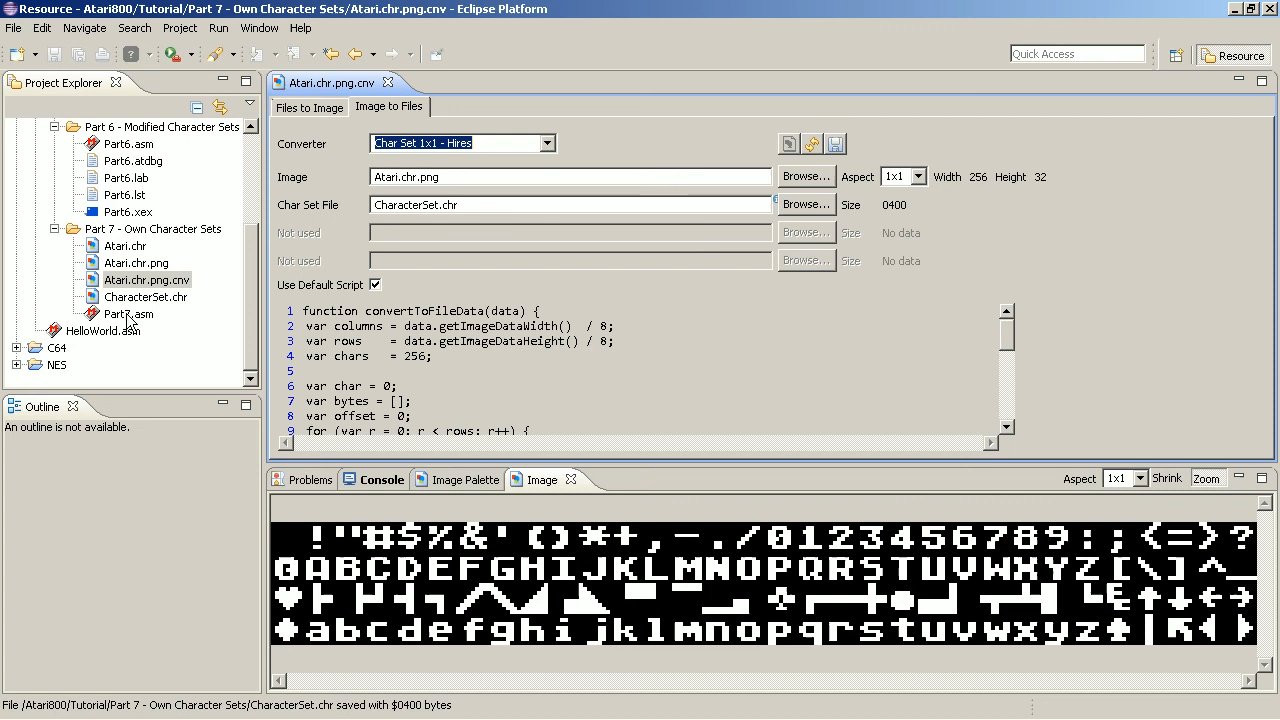 Resource - Atari800/Tutorial/Part 7 - Own Character Sets/Atari.chr.png.cnv - Eclipse Platform
File Edit Navigate Search Project Run Window Help
Quick Access
Resource
Project Explorer
Part 6 - Modified Character Sets
Part6.asm
Part6.atdbg
Part6.lab
Part6.lst
Part6.xex
Part 7 - Own Character Sets
Atari.chr
Atari.chr.png
Atari.chr.png.cnv
CharacterSet.chr
Part7.asm
HelloWorld.asm
C64
NES
Outline
An outline is not available.
Atari.chr.png.cnv
Files to Image Image to Files
Converter Char Set 1x1 - Hires
Image Atari.chr.png Browse... Aspect 1x1 Width 256 Height 32
Char Set File CharacterSet.chr Browse... Size 0400
Not used Browse... Size No data
Not used Browse... Size No data
Use Default Script
1 function convertToFileData(data) {
2 var columns = data.getImageDataWidth() / 8;
3 var rows = data.getImageDataHeight() / 8;
4 var chars = 256;
5
6 var char = 0;
7 var bytes = [];
8 var offset = 0;
9 for (var r = 0; r < rows; r++) {
Problems Console Image Palette Image Aspect 1x1 Shrink Zoom
!"#$%&'()*+,-./0123456789:;<=>?
@ABCDEFGHIJKLMNOPQRSTUVWXYZ[\]^_
abcdefghijklmnopqrstuvwxyz
File /Atari800/Tutorial/Part 7 - Own Character Sets/CharacterSet.chr saved with $0400 bytes